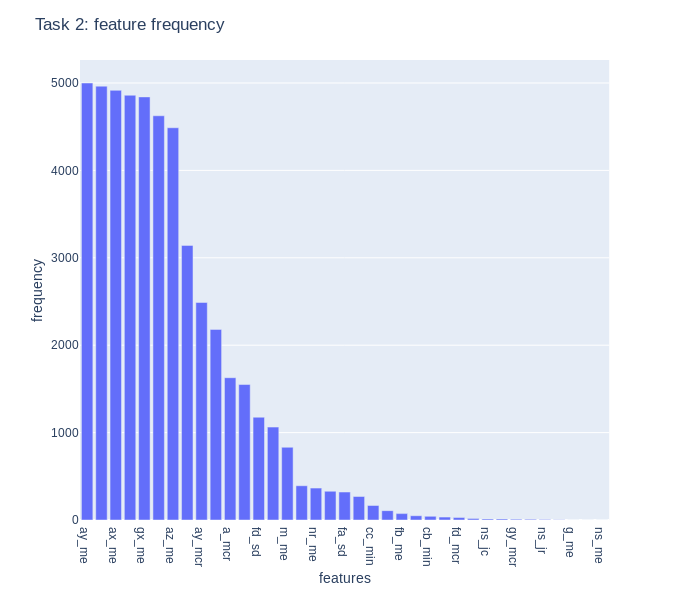 Task 2: feature frequency
frequency
5000
4000
3000
2000
1000
0
ay_me
ax_me
gx_me
az_me
ay_mcr
a_mcr
fd_sd
m_me
nr_me
fa_sd
cc_min
fb_me
cb_min
fd_mcr
ns_jc
gy_mcr
ns_jr
g_me
ns_me
features